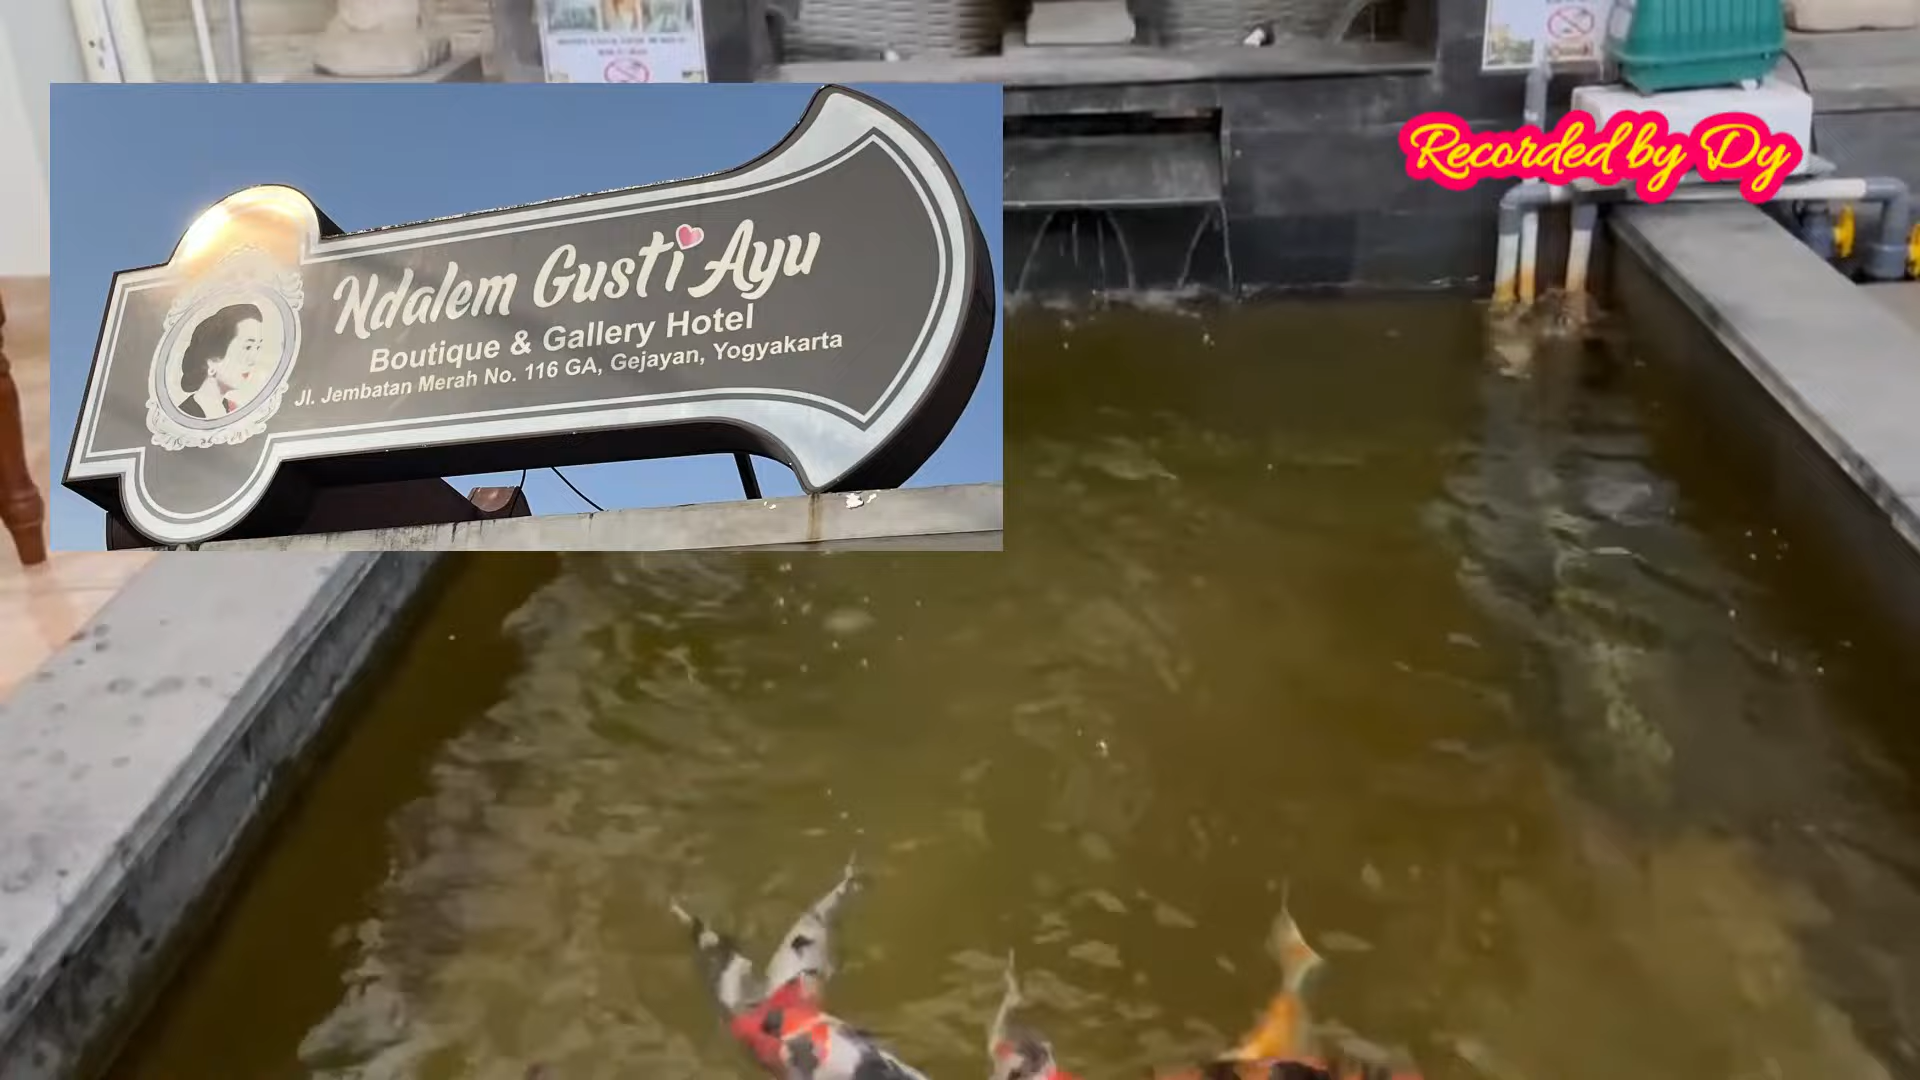 Ndalem Gusti Ayu
Boutique & Gallery Hotel
Jl. Jembatan Merah No. 116 GA, Gejayan, Yogyakarta
Recorded by Dy